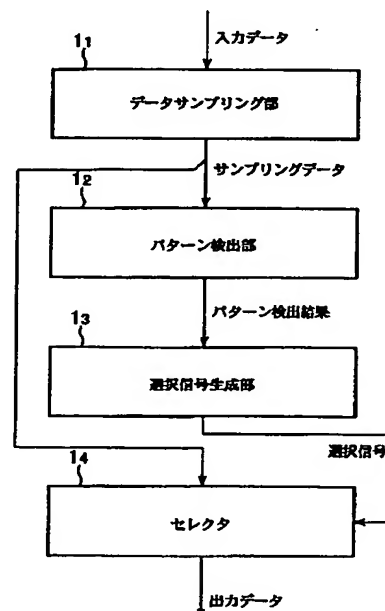 入力データ
11
データサンプリング部
サンプリングデータ
12
パターン検出部
パターン検出結果
13
選択信号生成部
選択信号
14
セレクタ
出力データ